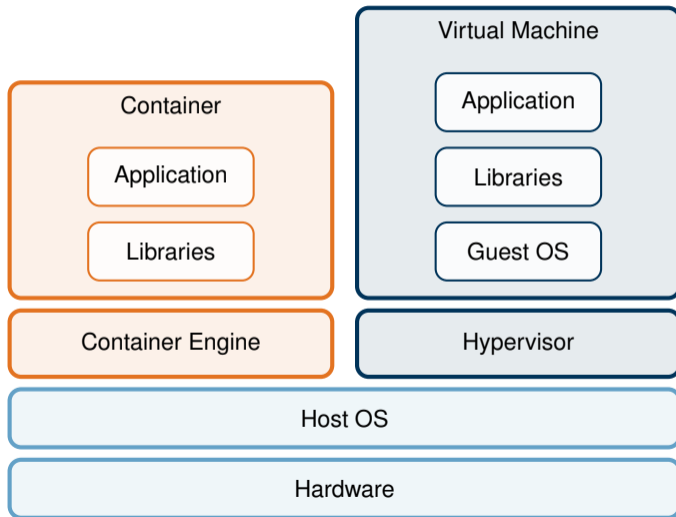 Container
Application
Libraries
Container Engine
Virtual Machine
Application
Libraries
Guest OS
Hypervisor
Host OS
Hardware